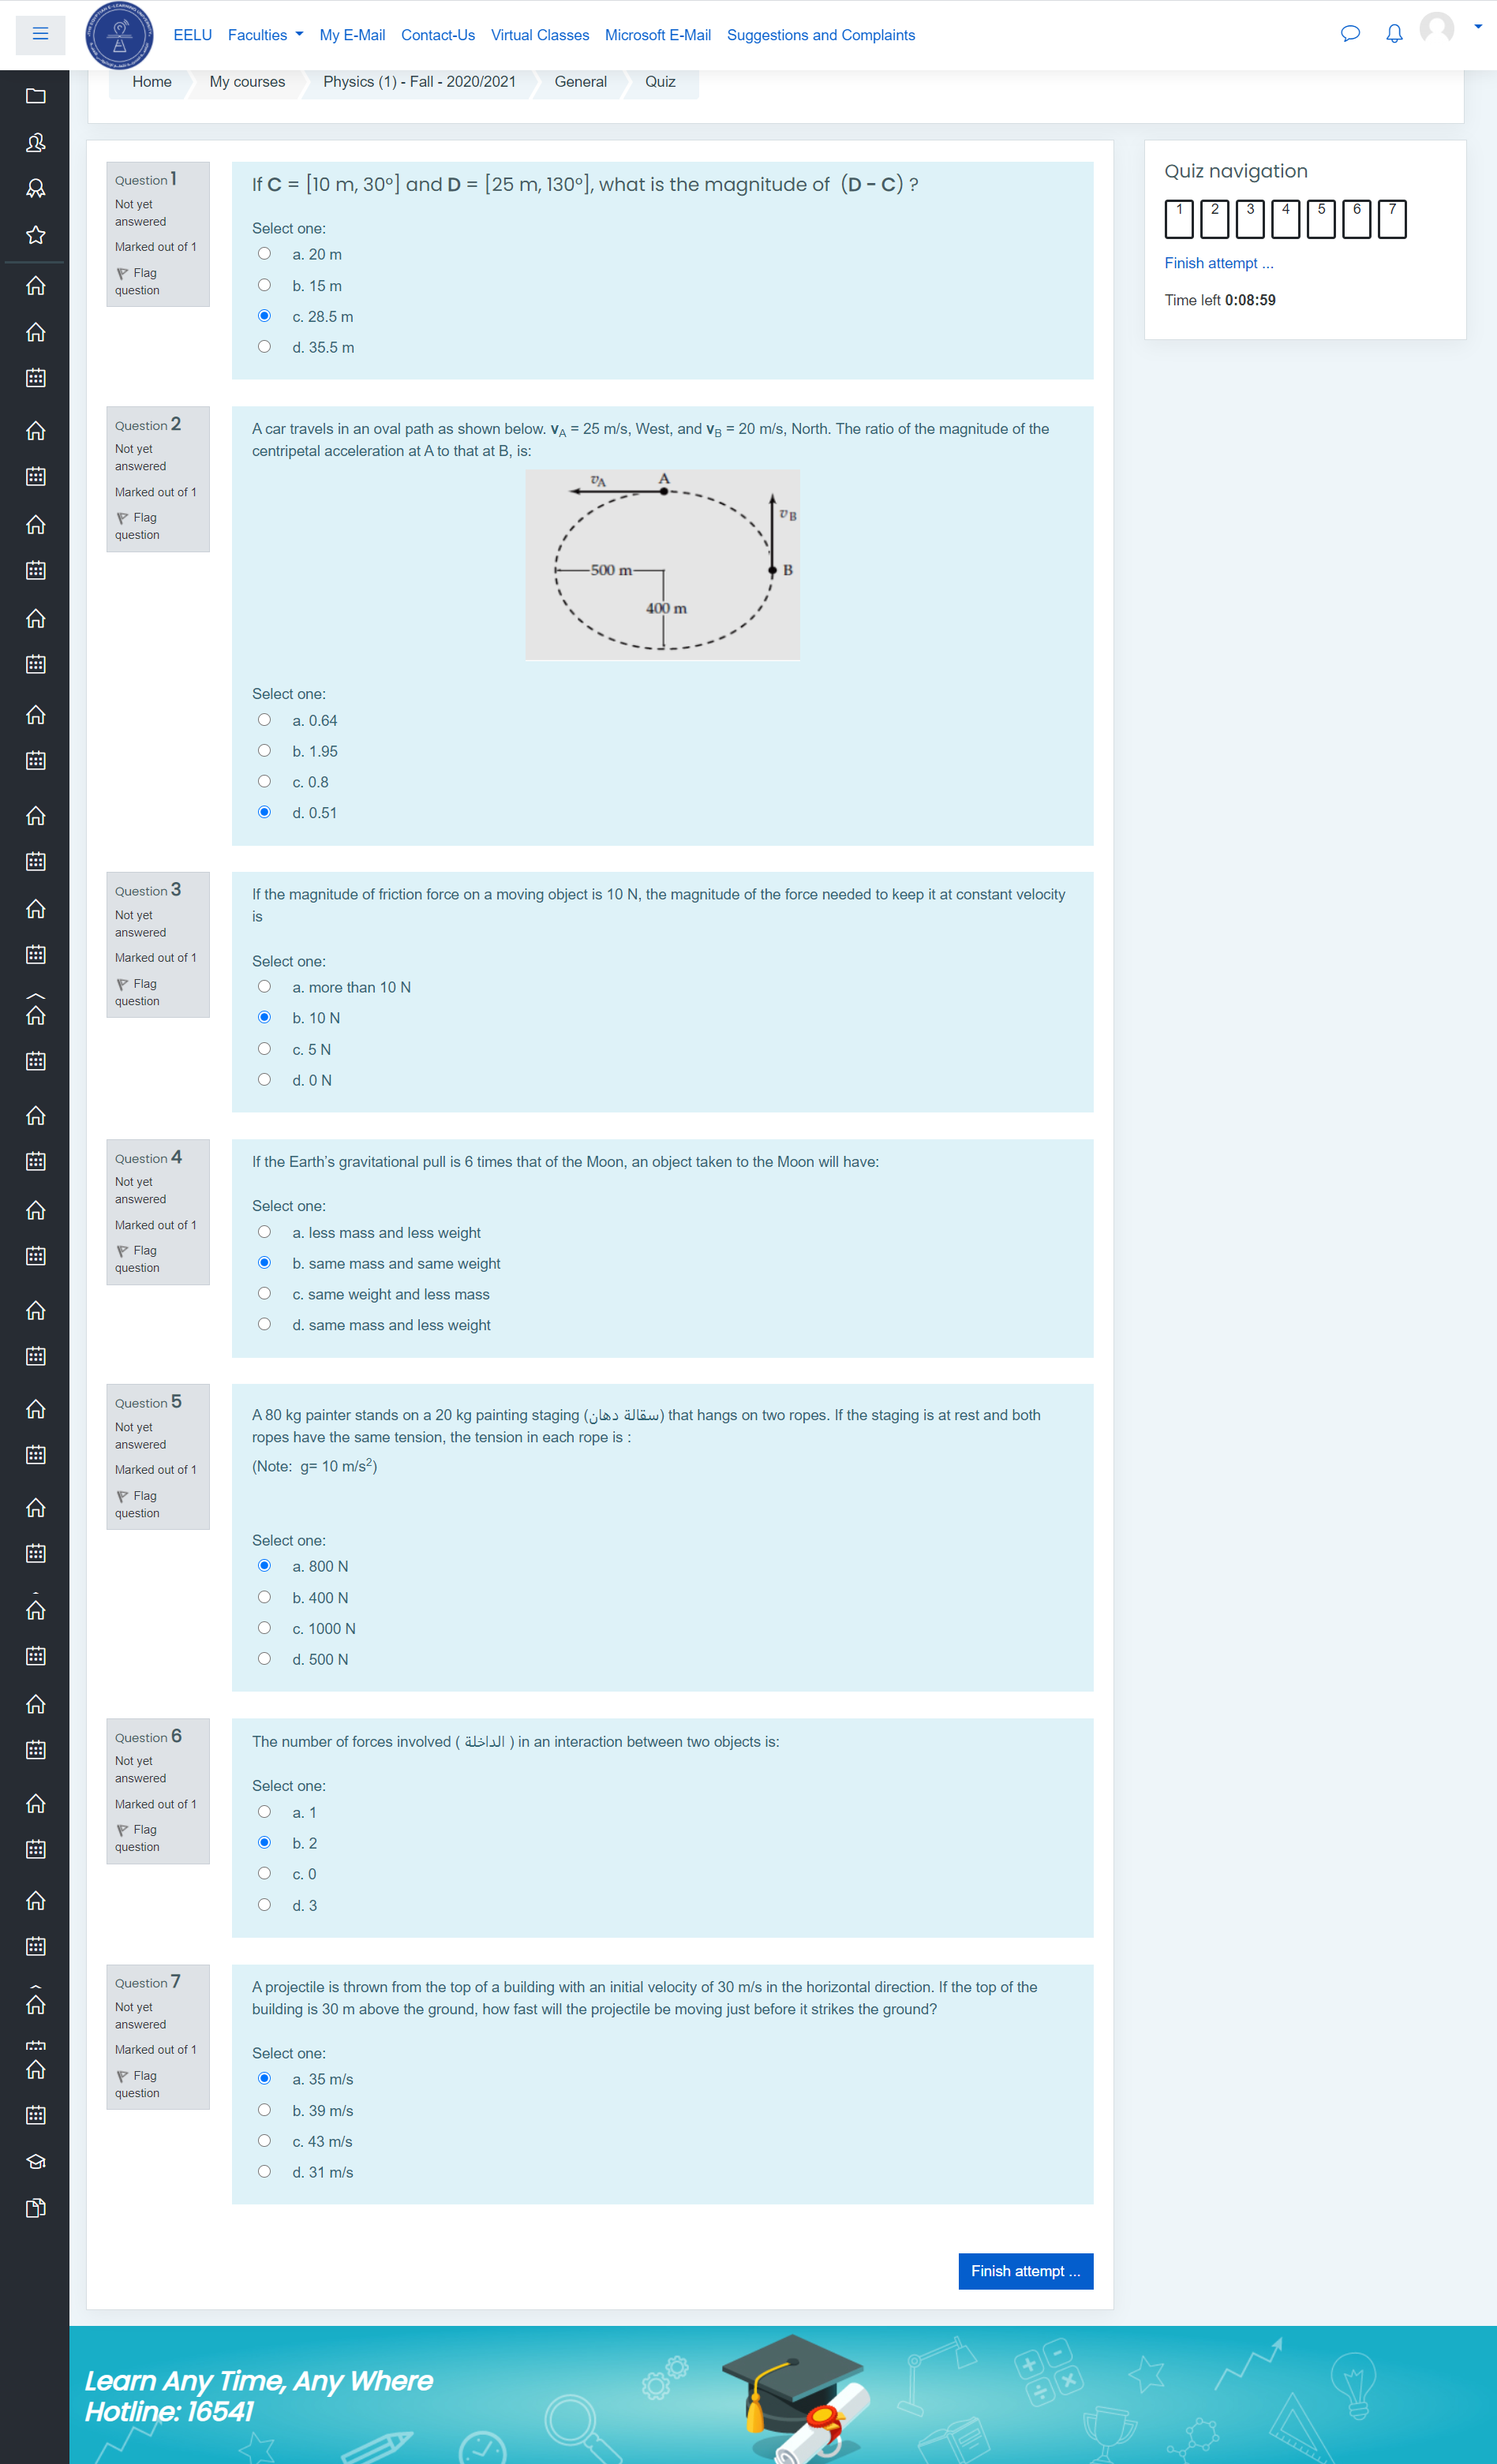 EELU Faculties My E-Mail Contact-Us Virtual Classes Microsoft E-Mail Suggestions and Complaints
Home My courses Physics (1) - Fall - 2020/2021 General Quiz
Question 1
Not yet
answered
Marked out of 1
Flag
question
If C = [10 m, 30º] and D = [25 m, 130º], what is the magnitude of (D - C) ?
Select one:
a. 20 m
b. 15 m
c. 28.5 m
d. 35.5 m
Quiz navigation
1 2 3 4 5 6 7
Finish attempt ...
Time left 0:08:59
Question 2
Not yet
answered
Marked out of 1
Flag
question
A car travels in an oval path as shown below. vA = 25 m/s, West, and vB = 20 m/s, North. The ratio of the magnitude of the
centripetal acceleration at A to that at B, is:
vA A
vB
B
500 m
400 m
Select one:
a. 0.64
b. 1.95
c. 0.8
d. 0.51
Question 3
Not yet
answered
Marked out of 1
Flag
question
If the magnitude of friction force on a moving object is 10 N, the magnitude of the force needed to keep it at constant velocity
is
Select one:
a. more than 10 N
b. 10 N
c. 5 N
d. 0 N
Question 4
Not yet
answered
Marked out of 1
Flag
question
If the Earth's gravitational pull is 6 times that of the Moon, an object taken to the Moon will have:
Select one:
a. less mass and less weight
b. same mass and same weight
c. same weight and less mass
d. same mass and less weight
Question 5
Not yet
answered
Marked out of 1
Flag
question
A 80 kg painter stands on a 20 kg painting staging (سقالة دهان) that hangs on two ropes. If the staging is at rest and both
ropes have the same tension, the tension in each rope is :
(Note: g= 10 m/s²)
Select one:
a. 800 N
b. 400 N
c. 1000 N
d. 500 N
Question 6
Not yet
answered
Marked out of 1
Flag
question
The number of forces involved ( الداخلة ) in an interaction between two objects is:
Select one:
a. 1
b. 2
c. 0
d. 3
Question 7
Not yet
answered
Marked out of 1
Flag
question
A projectile is thrown from the top of a building with an initial velocity of 30 m/s in the horizontal direction. If the top of the
building is 30 m above the ground, how fast will the projectile be moving just before it strikes the ground?
Select one:
a. 35 m/s
b. 39 m/s
c. 43 m/s
d. 31 m/s
Finish attempt ...
Learn Any Time, Any Where
Hotline: 16541